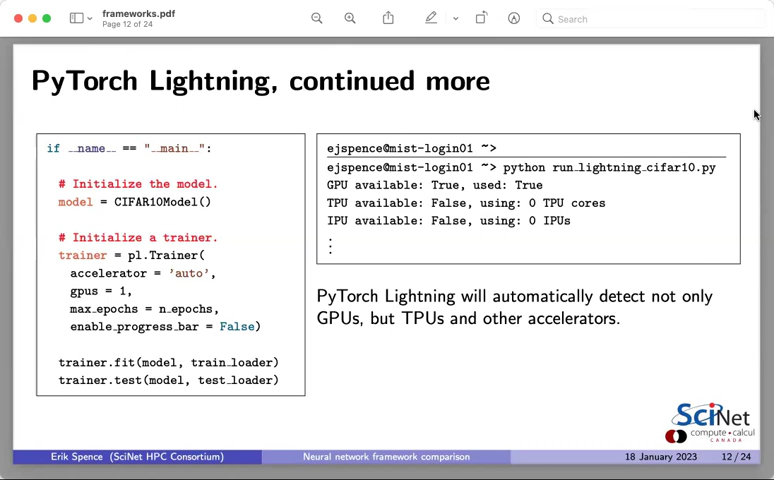 frameworks.pdf
Page 12 of 24
Search
PyTorch Lightning, continued more
if __name__ == "__main__":
# Initialize the model.
model = CIFAR10Model()
# Initialize a trainer.
trainer = pl.Trainer(
accelerator = 'auto',
gpus = 1,
max_epochs = n_epochs,
enable_progress_bar = False)
trainer.fit(model, train_loader)
trainer.test(model, test_loader)
ejspence@mist-login01 ~>
ejspence@mist-login01 ~> python run_lightning_cifar10.py
GPU available: True, used: True
TPU available: False, using: 0 TPU cores
IPU available: False, using: 0 IPUs
⋮
PyTorch Lightning will automatically detect not only
GPUs, but TPUs and other accelerators.
SciNet
compute • calcul
CANADA
Erik Spence (SciNet HPC Consortium)
Neural network framework comparison
18 January 2023
12 / 24